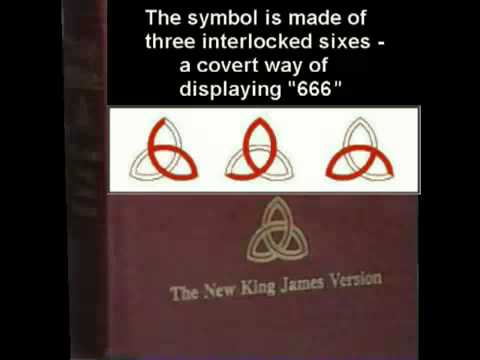 The symbol is made of
three interlocked sixes -
a covert way of
displaying "666"
The New King James Version